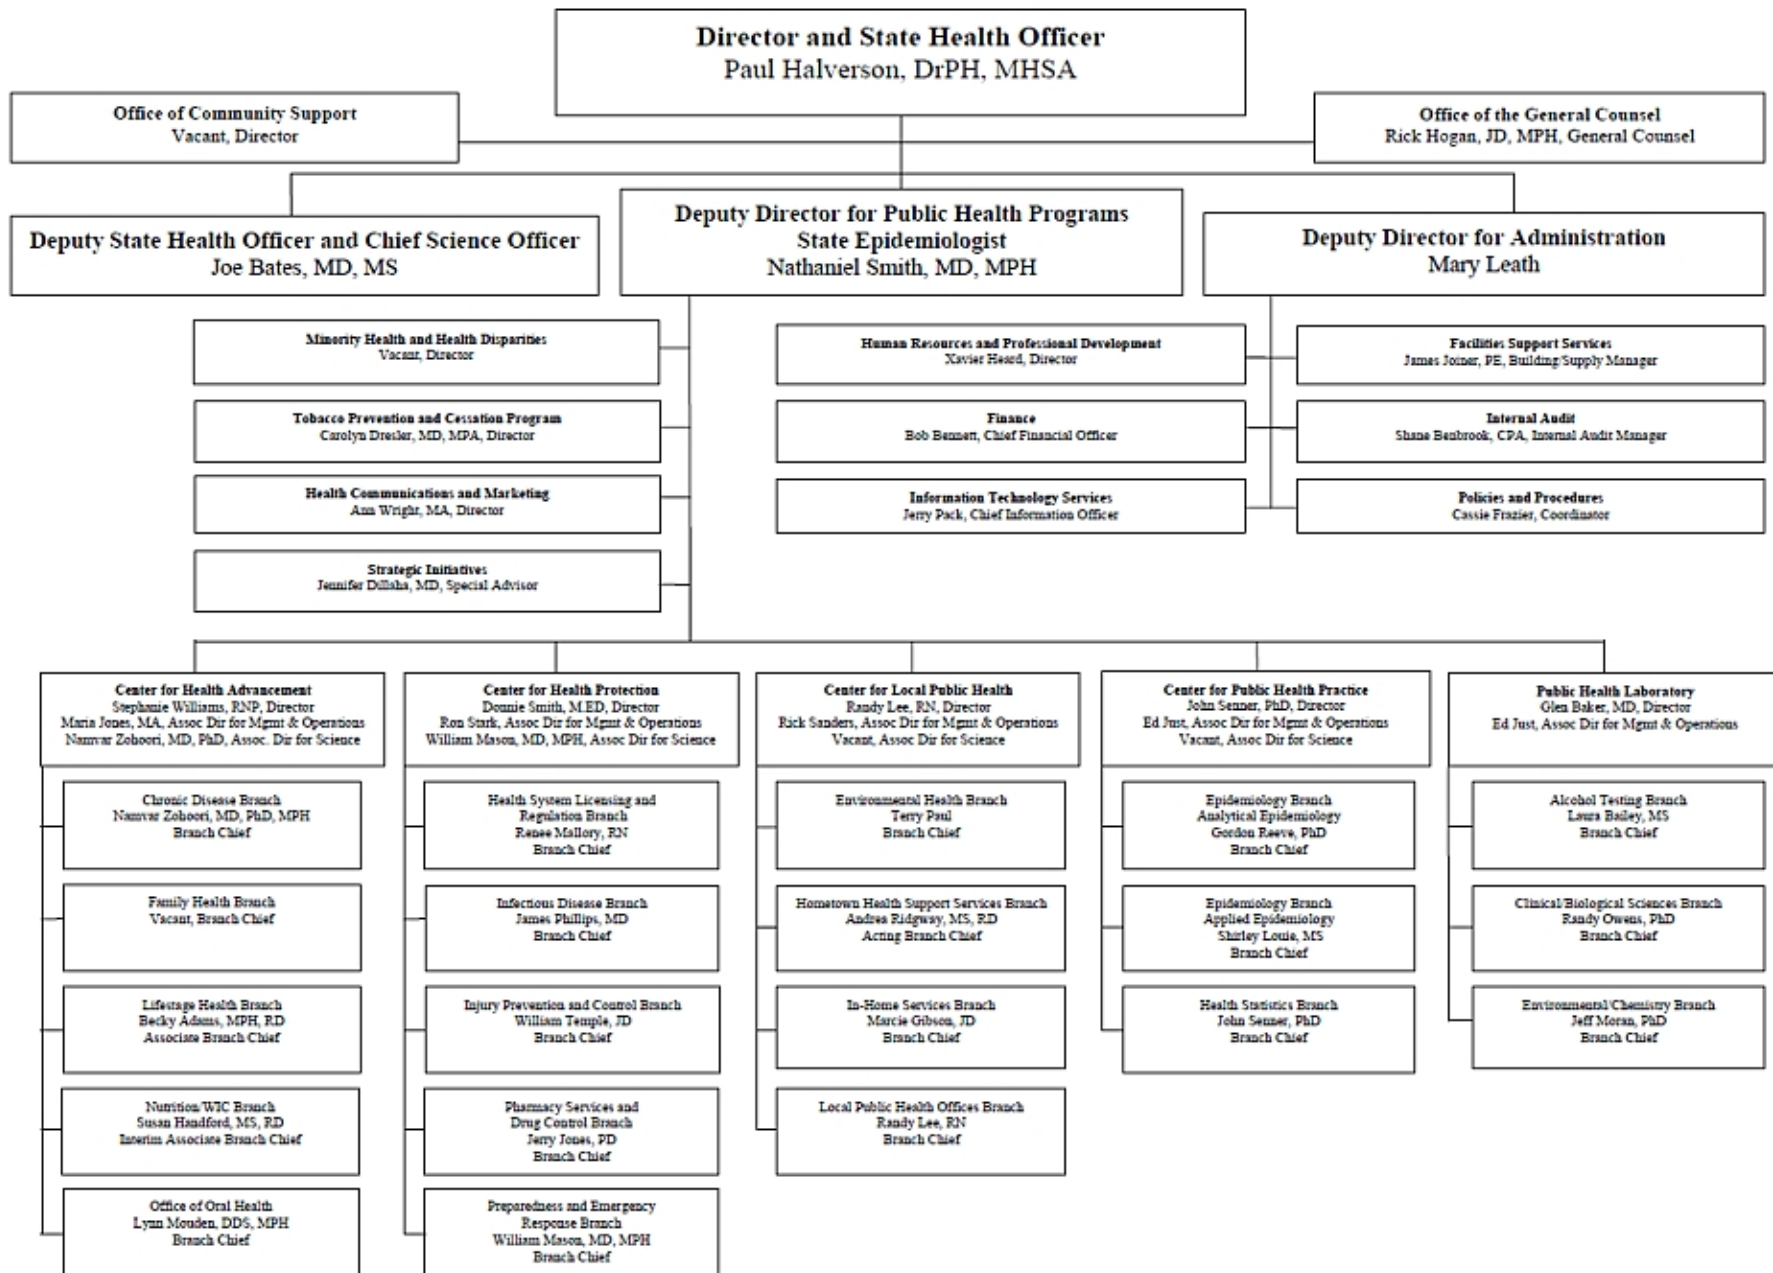 Director and State Health Officer
Paul Halverson, DrPH, MHSA
Office of Community Support
Vacant, Director
Office of the General Counsel
Rick Hogan, JD, MPH, General Counsel
Deputy State Health Officer and Chief Science Officer
Joe Bates, MD, MS
Deputy Director for Public Health Programs
State Epidemiologist
Nathaniel Smith, MD, MPH
Deputy Director for Administration
Mary Leath
Minority Health and Health Disparities
Vacant, Director
Tobacco Prevention and Cessation Program
Carolyn Dresler, MD, MPA, Director
Health Communications and Marketing
Ann Wright, MA, Director
Strategic Initiatives
Jennifer Dillaha, MD, Special Advisor
Human Resources and Professional Development
Xavier Heard, Director
Finance
Bob Bennett, Chief Financial Officer
Information Technology Services
Jerry Pack, Chief Information Officer
Facilities Support Services
James Joiner, PE, Building/Supply Manager
Internal Audit
Shane Benbrook, CPA, Internal Audit Manager
Policies and Procedures
Cassie Frazier, Coordinator
Center for Health Advancement
Stephanie Williams, RNP, Director
Maria Jones, MA, Assoc Dir for Mgmt & Operations
Namvar Zohoori, MD, PhD, Assoc. Dir for Science
Chronic Disease Branch
Namvar Zohoori, MD, PhD, MPH
Branch Chief
Family Health Branch
Vacant, Branch Chief
Lifestage Health Branch
Becky Adams, MPH, RD
Associate Branch Chief
Nutrition/WIC Branch
Susan Handford, MS, RD
Interim Associate Branch Chief
Office of Oral Health
Lynn Mouden, DDS, MPH
Branch Chief
Center for Health Protection
Donnie Smith, M.ED, Director
Ron Stark, Assoc Dir for Mgmt & Operations
William Mason, MD, MPH, Assoc Dir for Science
Health System Licensing and
Regulation Branch
Renee Mallory, RN
Branch Chief
Infectious Disease Branch
James Phillips, MD
Branch Chief
Injury Prevention and Control Branch
William Temple, JD
Branch Chief
Pharmacy Services and
Drug Control Branch
Jerry Jones, PD
Branch Chief
Preparedness and Emergency
Response Branch
William Mason, MD, MPH
Branch Chief
Center for Local Public Health
Randy Lee, RN, Director
Rick Sanders, Assoc Dir for Mgmt & Operations
Vacant, Assoc Dir for Science
Environmental Health Branch
Terry Paul
Branch Chief
Hometown Health Support Services Branch
Andrea Ridgway, MS, RD
Acting Branch Chief
In-Home Services Branch
Marcie Gibson, JD
Branch Chief
Local Public Health Offices Branch
Randy Lee, RN
Branch Chief
Center for Public Health Practice
John Senner, PhD, Director
Ed Just, Assoc Dir for Mgmt & Operations
Vacant, Assoc Dir for Science
Epidemiology Branch
Analytical Epidemiology
Gordon Reeve, PhD
Branch Chief
Epidemiology Branch
Applied Epidemiology
Shirley Louie, MS
Branch Chief
Health Statistics Branch
John Senner, PhD
Branch Chief
Public Health Laboratory
Glen Baker, MD, Director
Ed Just, Assoc Dir for Mgmt & Operations
Alcohol Testing Branch
Laura Bailey, MS
Branch Chief
Clinical/Biological Sciences Branch
Randy Owens, PhD
Branch Chief
Environmental/Chemistry Branch
Jeff Moran, PhD
Branch Chief